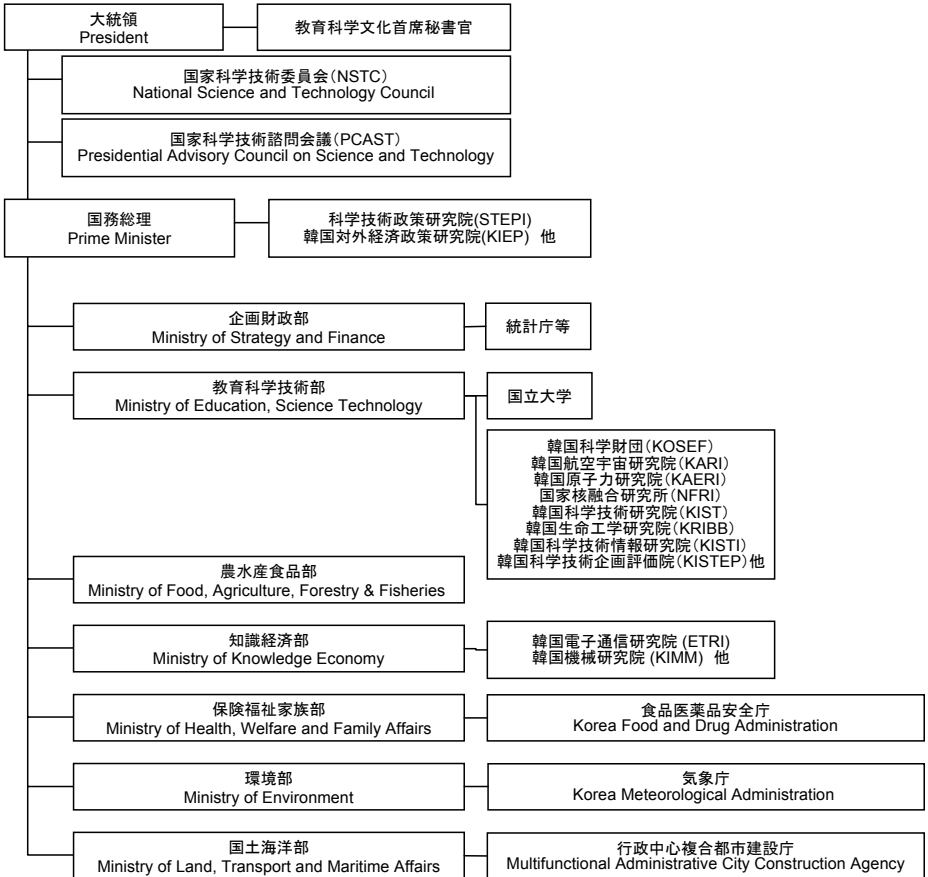 大統領
President
教育科学文化首席秘書官
国家科学技術委員会(NSTC)
National Science and Technology Council
国家科学技術諮問会議(PCAST)
Presidential Advisory Council on Science and Technology
国務総理
Prime Minister
科学技術政策研究院(STEPI)
韓国対外経済政策研究院(KIEP) 他
企画財政部
Ministry of Strategy and Finance
統計庁等
教育科学技術部
Ministry of Education, Science Technology
国立大学
韓国科学財団(KOSEF)
韓国航空宇宙研究院(KARI)
韓国原子力研究院(KAERI)
国家核融合研究所(NFRI)
韓国科学技術研究院(KIST)
韓国生命工学研究院(KRIBB)
韓国科学技術情報研究院(KISTI)
韓国科学技術企画評価院(KISTEP)他
農水産食品部
Ministry of Food, Agriculture, Forestry & Fisheries
知識経済部
Ministry of Knowledge Economy
韓国電子通信研究院 (ETRI)
韓国機械研究院 (KIMM) 他
保険福祉家族部
Ministry of Health, Welfare and Family Affairs
食品医薬品安全庁
Korea Food and Drug Administration
環境部
Ministry of Environment
気象庁
Korea Meteorological Administration
国土海洋部
Ministry of Land, Transport and Maritime Affairs
行政中心複合都市建設庁
Multifunctional Administrative City Construction Agency